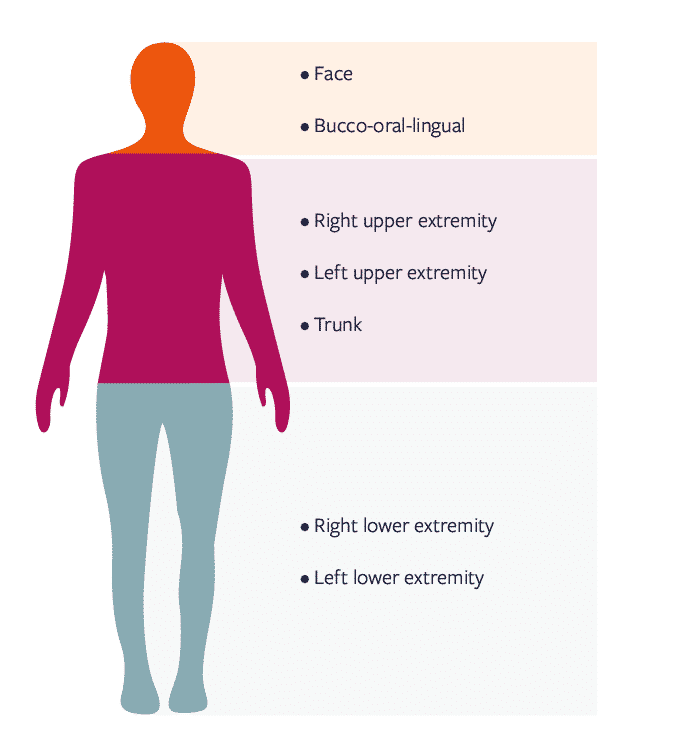 • Face
• Bucco-oral-lingual
• Right upper extremity
• Left upper extremity
• Trunk
• Right lower extremity
• Left lower extremity